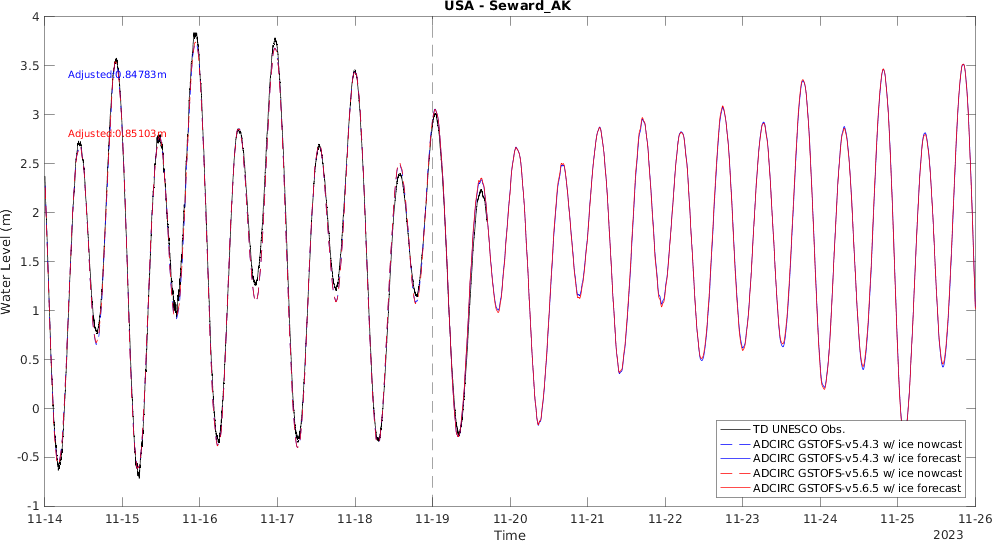 USA - Seward_AK
Water Level (m)
4
3.5
3
2.5
2
1.5
1
0.5
0
-0.5
-1
Adjusted:0.84783m
Adjusted:0.85103m
TD UNESCO Obs.
ADCIRC GSTOFS-v5.4.3 w/ ice nowcast
ADCIRC GSTOFS-v5.4.3 w/ ice forecast
ADCIRC GSTOFS-v5.6.5 w/ ice nowcast
ADCIRC GSTOFS-v5.6.5 w/ ice forecast
11-14 11-15 11-16 11-17 11-18 11-19 11-20 11-21 11-22 11-23 11-24 11-25 11-26
Time
2023